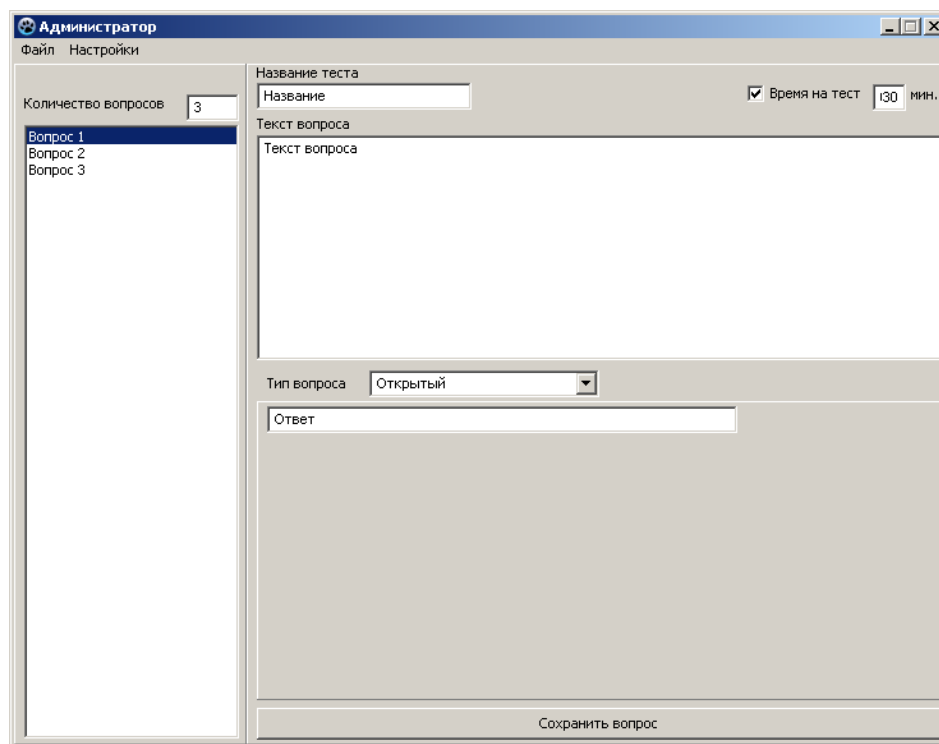 Администратор
Файл Настройки
Название теста
Количество вопросов 3
Название
Время на тест 30 мин.
Текст вопроса
Вопрос 1
Вопрос 2
Вопрос 3
Текст вопроса
Тип вопроса Открытый
Ответ
Сохранить вопрос